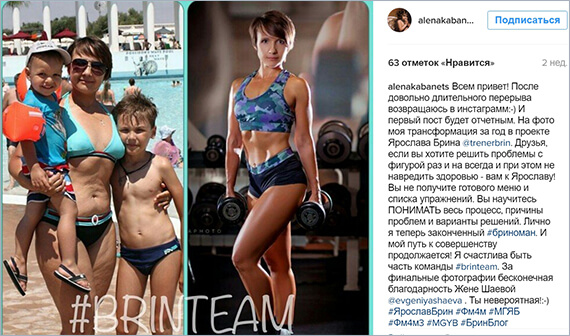 alenakabanets
Подписаться
63 отметок «Нравится»
2 нед.
alenakabanets Всем привет! После
довольно длительного перерыва
возвращаюсь в инстаграмм:-) И
первый пост будет отчетным. На фото
моя трансформация за год в проекте
Ярослава Брина @trenerbrin. Друзья,
если вы хотите решить проблемы с
фигурой раз и на всегда и при этом не
навредить здоровью - вам к Ярославу!
Вы не получите готового меню и
списка упражнений. Вы научитесь
ПОНИМАТЬ весь процесс, причины
проблем и варианты решений. Лично
я теперь законченный #бриноман. И
мой путь к совершенству
продолжается! Я счастлива быть
часть команды #brinteam. За
финальные фотографии бесконечная
благодарность Жене Шаевой
@evgeniyashaeva. Ты невероятная!:-)
#ЯрославБрин #Фм4м #МГЯБ
#Фм4м3 #MGYB #БринБлог
#BRINTEAM